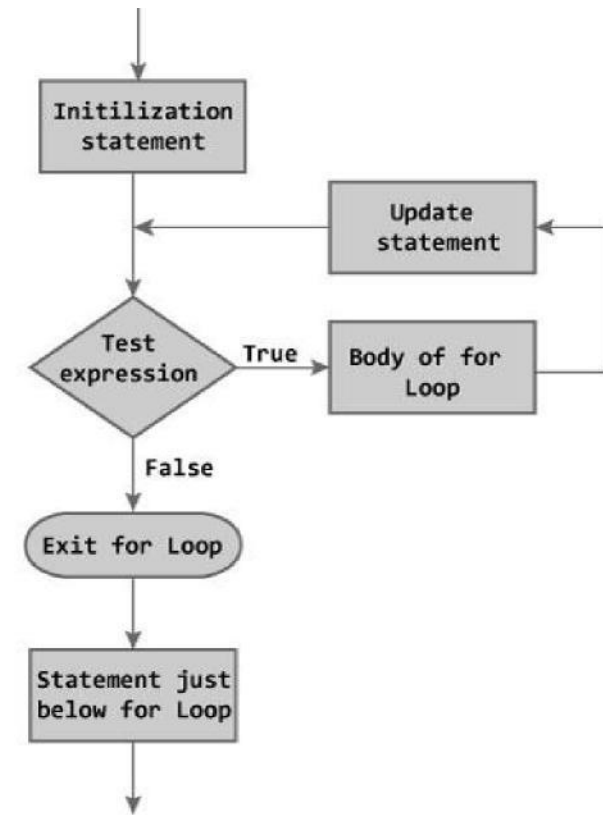 Initilization
statement
Update
statement
Test
expression
True
Body of for
Loop
False
Exit for Loop
Statement just
below for Loop